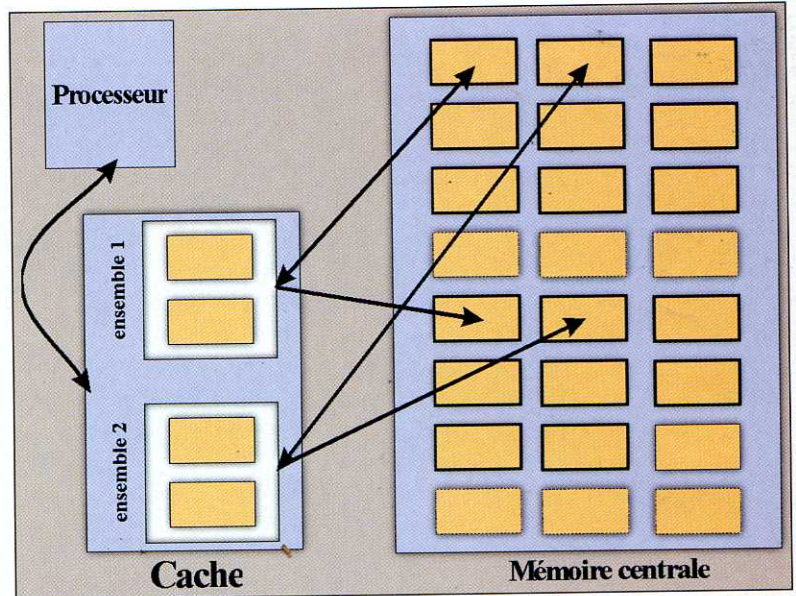 Processeur
ensemble 1
ensemble 2
Cache
Mémoire centrale